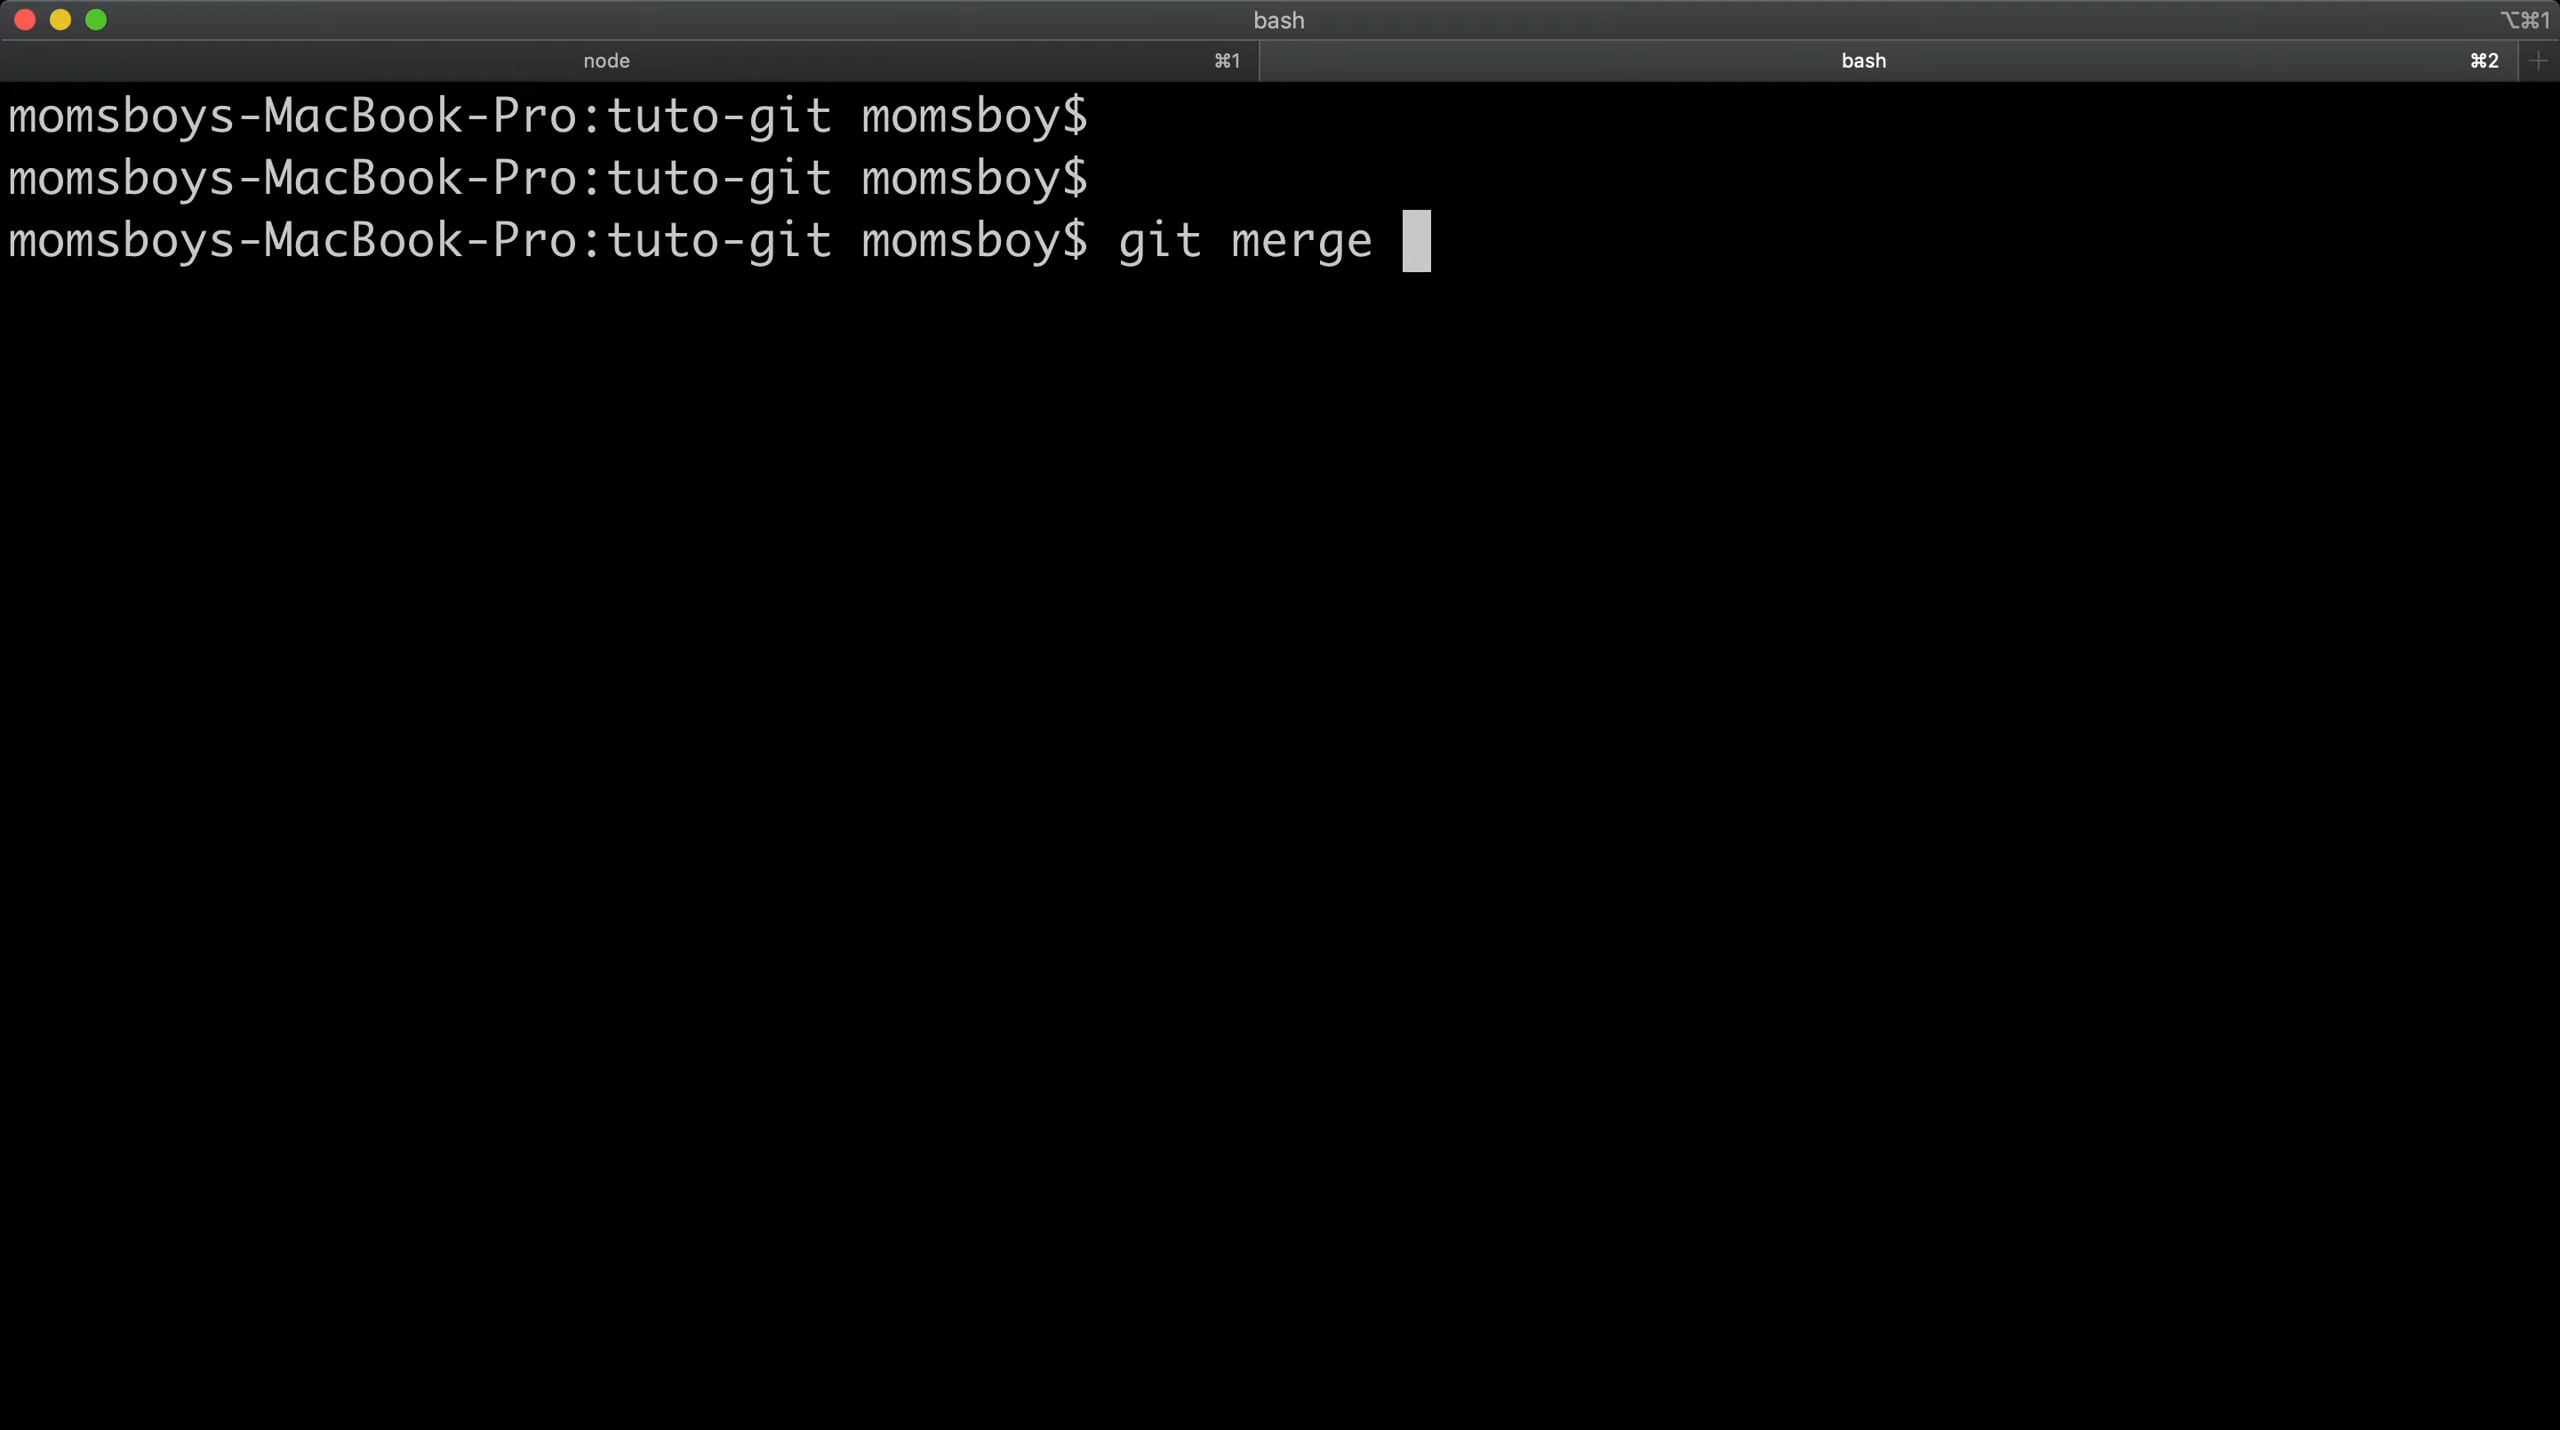 bash ⌥⌘1
node ⌘1 bash ⌘2 +
momsboys-MacBook-Pro:tuto-git momsboy$
momsboys-MacBook-Pro:tuto-git momsboy$
momsboys-MacBook-Pro:tuto-git momsboy$ git merge